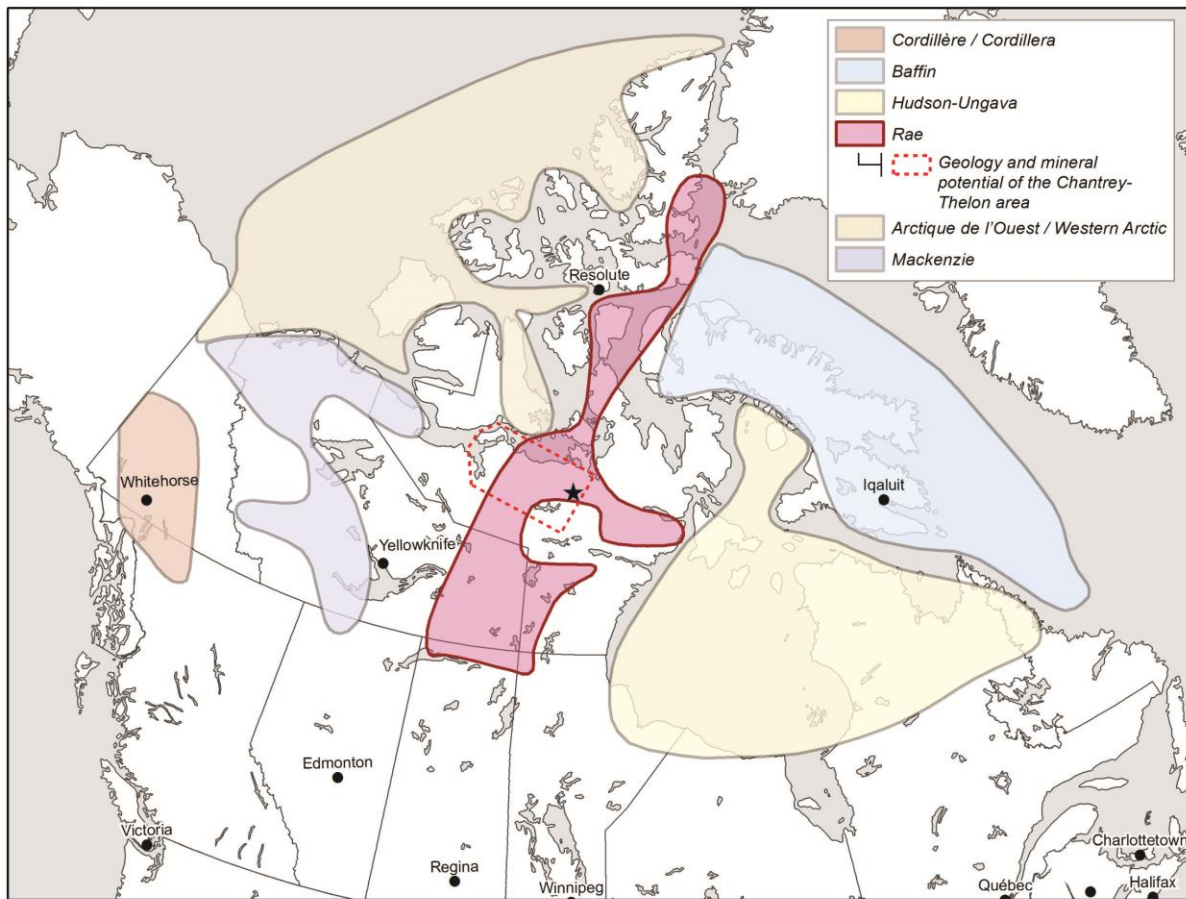 Cordillère / Cordillera
Baffin
Hudson-Ungava
Rae
Geology and mineral
potential of the Chantrey-
Thelon area
Arctique de l'Ouest / Western Arctic
Mackenzie
Resolute
Whitehorse
Iqaluit
Yellowknife
Edmonton
Victoria
Charlottetown
Regina
Winnipeg
Québec
Halifax